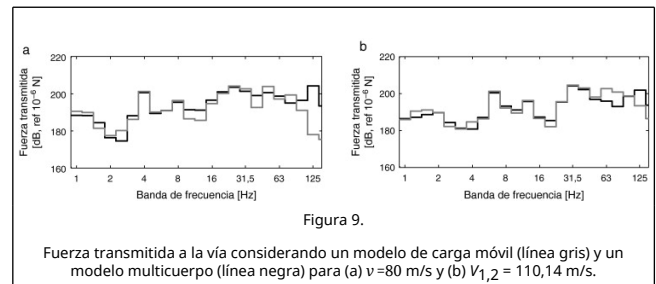 a
220
200
180
160
Fuerza transmitida
[dB, ref 10⁻⁶ N]
1 2 4 8 16 31,5 63 125
Banda de frecuencia [Hz]
b
220
200
180
160
Fuerza transmitida
[dB, ref 10⁻⁶ N]
1 2 4 8 16 31,5 63 125
Banda de frecuencia [Hz]
Figura 9.
Fuerza transmitida a la vía considerando un modelo de carga móvil (línea gris) y un
modelo multicuerpo (línea negra) para (a) v =80 m/s y (b) V1,2 = 110,14 m/s.